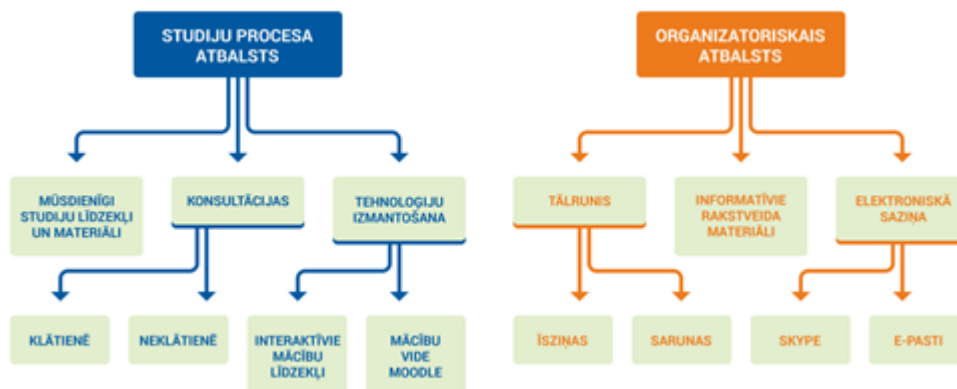 STUDIJU PROCESA
ATBALSTS
ORGANIZATORISKAIS
ATBALSTS
MŪSDIENĪGI
STUDIJU LĪDZEKĻI
UN MATERIĀLI
KONSULTĀCIJAS
TEHNOLOĢIJU
IZMANTOŠANA
TĀLRUNIS
INFORMATĪVIE
RAKSTVEIDA
MATERIĀLI
ELEKTRONISKĀ
SAZIŅA
KLĀTIENĒ
NEKLĀTIENĒ
INTERAKTĪVIE
MĀCĪBU
LĪDZEKĻI
MĀCĪBU
VIDE
MOODLE
ĪSZIŅAS
SARUNAS
SKYPE
E-PASTI